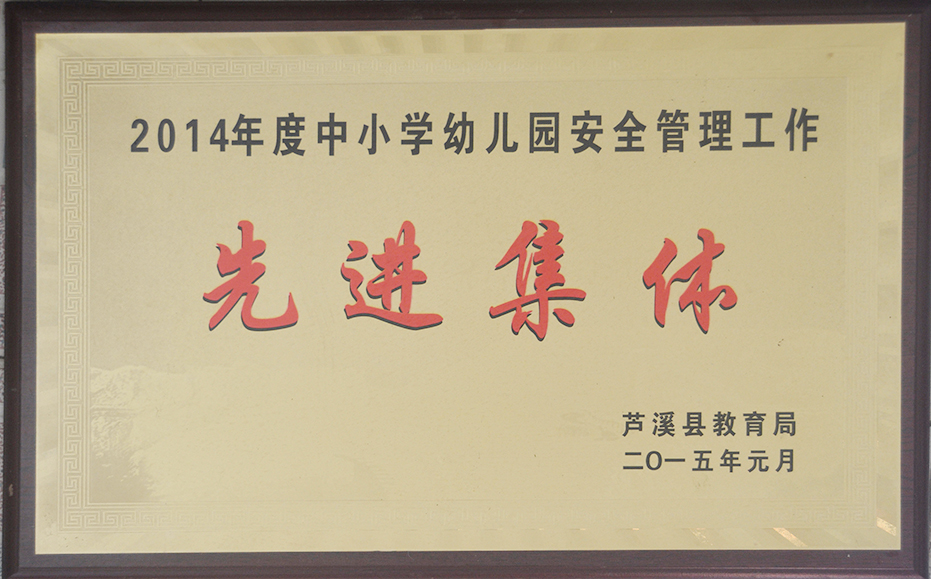 2014年度中小学幼儿园安全管理工作
先进集体
芦溪县教育局
二〇一五年元月